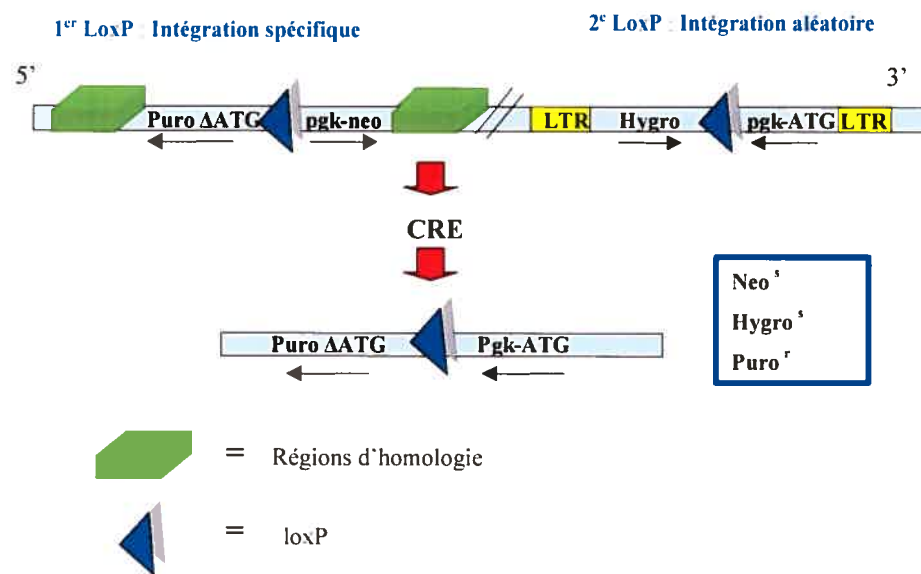 1er LoxP : Intégration spécifique
2e LoxP : Intégration aléatoire
5’
3’
Puro ΔATG
pgk-neo
LTR
Hygro
pgk-ATG
LTR
CRE
Neo s
Hygro s
Puro r
Puro ΔATG
Pgk-ATG
= Régions d’homologie
= loxP